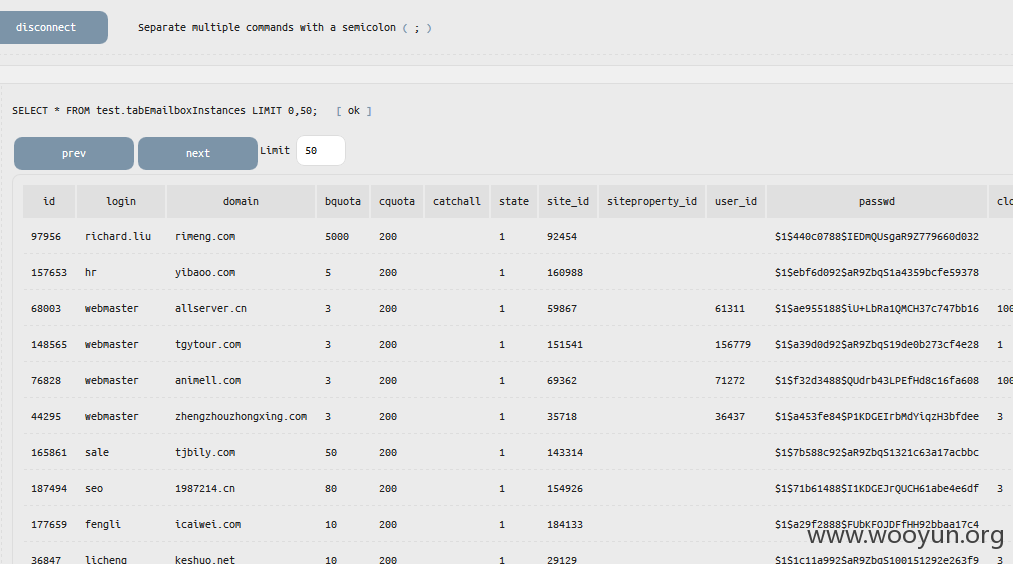 disconnect Separate multiple commands with a semicolon ( ; )
SELECT * FROM test.tabEmailboxInstances LIMIT 0,50; [ ok ]
prev next Limit 50
id login domain bquota cquota catchall state site_id siteproperty_id user_id passwd
97956 richard.liu rimeng.com 5000 200 1 92454 $1$440c0788$IEDmQUsgaR9Z779660d032
157653 hr yibaoo.com 5 200 1 160988 $1$ebf6d092$aR9ZbqS1a4359bcfe59378
68003 webmaster allserver.cn 3 200 1 59867 61311 $1$ae955188$iU+LbRa1QMCH37c747bb16 100
148565 webmaster tgytour.com 3 200 1 151541 156779 $1$a39d0d92$aR9ZbqS19de0b273cf4e28 1
76828 webmaster animell.com 3 200 1 69362 71272 $1$f32d3488$QUdrb43LPEfHd8c16fa608 100
44295 webmaster zhengzhouzhongxing.com 3 200 1 35718 36437 $1$a453fe84$P1KDGEIrbMdYiqzH3bfdee 3
165861 sale tjbily.com 50 200 1 143314 $1$7b588c92$aR9ZbqS1321c63a17acbbc
187494 seo 1987214.cn 80 200 1 154926 $1$71b61488$I1KDGEJrQUCH61abe4e6df 3
177659 fengli icaiwei.com 10 200 1 184133 $1$a29f2888$FUbKFOJDFfHH92bbaa17c4
36847 licheng keshuo.net 10 200 1 29129 $1$1c11a992$aR9ZbqS100151292e263f9 3
www.wooyun.org